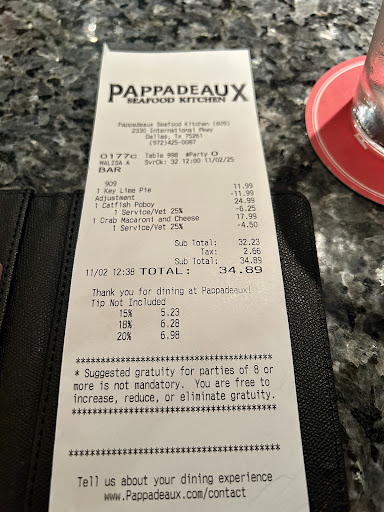 PAPPADEAUX
SEAFOOD KITCHEN
Pappadeaux Seafood Kitchen (609)
2330 International Pkwy
Dallas, Tx 75261
(972)425-0087
0177c Table 998 #Party 0
WALISA A SvrCk: 32 12:00 11/02/25
BAR
909
1 Key Lime Pie 11.99
Adjustment -11.99
1 Catfish Poboy 24.99
1 Service/Vet 25% -6.25
1 Crab Macaroni and Cheese 17.99
1 Service/Vet 25% -4.50
Sub Total: 32.23
Tax: 2.66
Sub Total: 34.89
11/02 12:38 TOTAL: 34.89
Thank you for dining at Pappadeaux!
Tip Not Included
15% 5.23
18% 6.28
20% 6.98
****************************************
* Suggested gratuity for parties of 8 or
more is not mandatory. You are free to
increase, reduce, or eliminate gratuity.
****************************************
****************************************
Tell us about your dining experience
www.Pappadeaux.com/contact